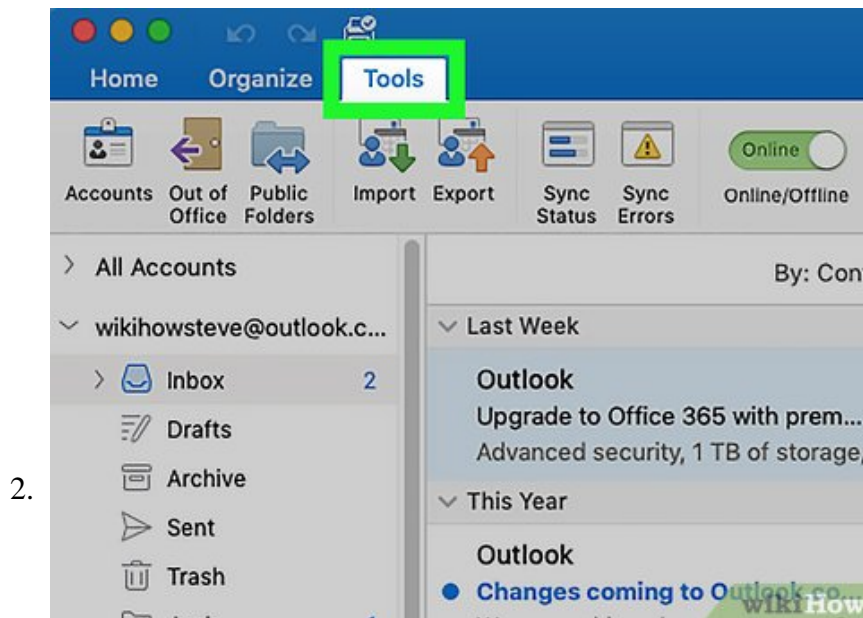 Home Organize Tools
Accounts Out of Office Public Folders Import Export Sync Status Sync Errors Online Online/Offline
All Accounts
By: Con
wikihowsteve@outlook.c...
Last Week
Inbox 2
Outlook
Upgrade to Office 365 with prem...
Drafts
Advanced security, 1 TB of storage,
2.
Archive
This Year
Sent
Outlook
Trash
Changes coming to Outlook.co...
wikiHow